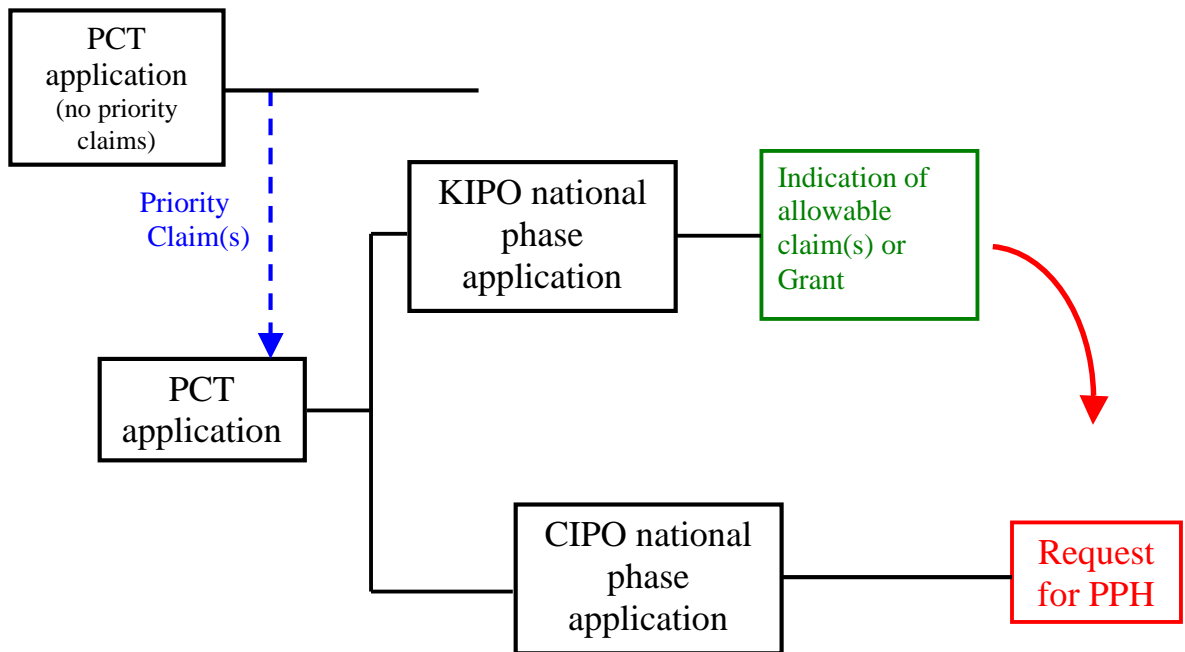 PCT
application
(no priority
claims)
Priority
Claim(s)
KIPO national
phase
application
Indication of
allowable
claim(s) or
Grant
PCT
application
CIPO national
phase
application
Request
for PPH